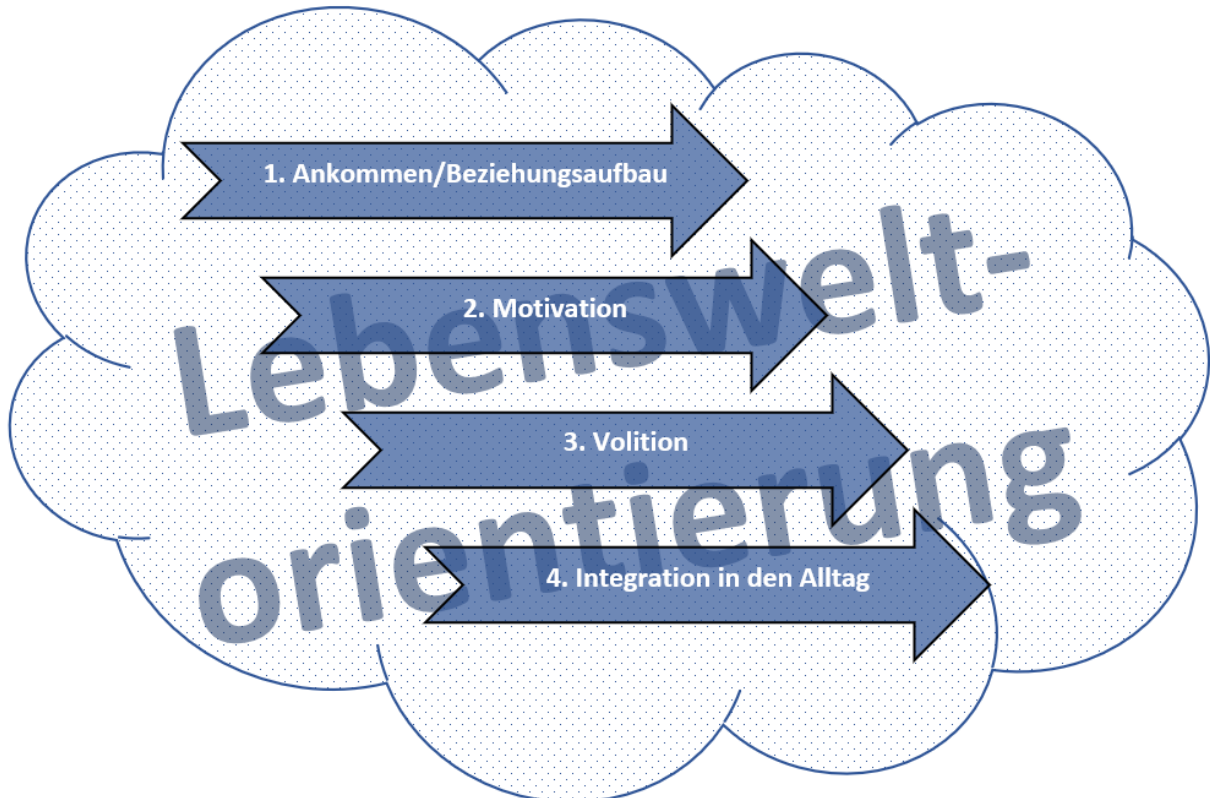 1. Ankommen/Beziehungsaufbau
2. Motivation
Lebenswelt-
3. Volition
orientierung
4. Integration in den Alltag